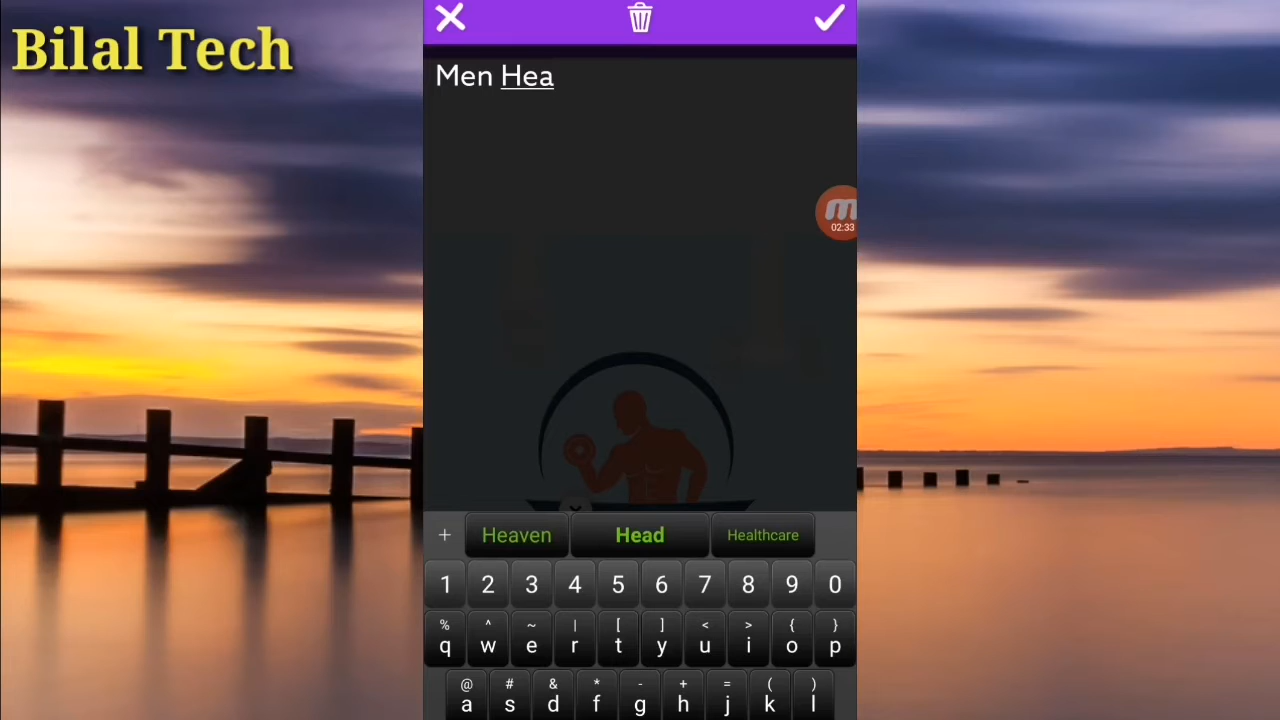 Bilal Tech
Men Hea
02:33
+ Heaven Head Healthcare
1 2 3 4 5 6 7 8 9 0
% ^ ~ | [ ] < > { }
q w e r t y u i o p
@ # & * - + = ( )
a s d f g h j k l